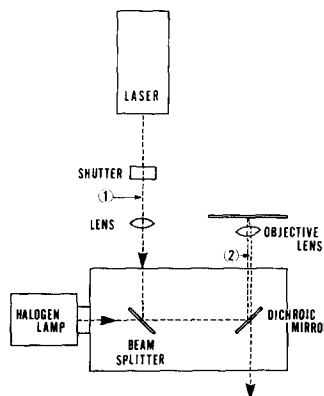 LASER
SHUTTER
①
LENS
OBJECTIVE
LENS
②
HALOGEN
LAMP
BEAM
SPLITTER
DICHROIC
MIRRO